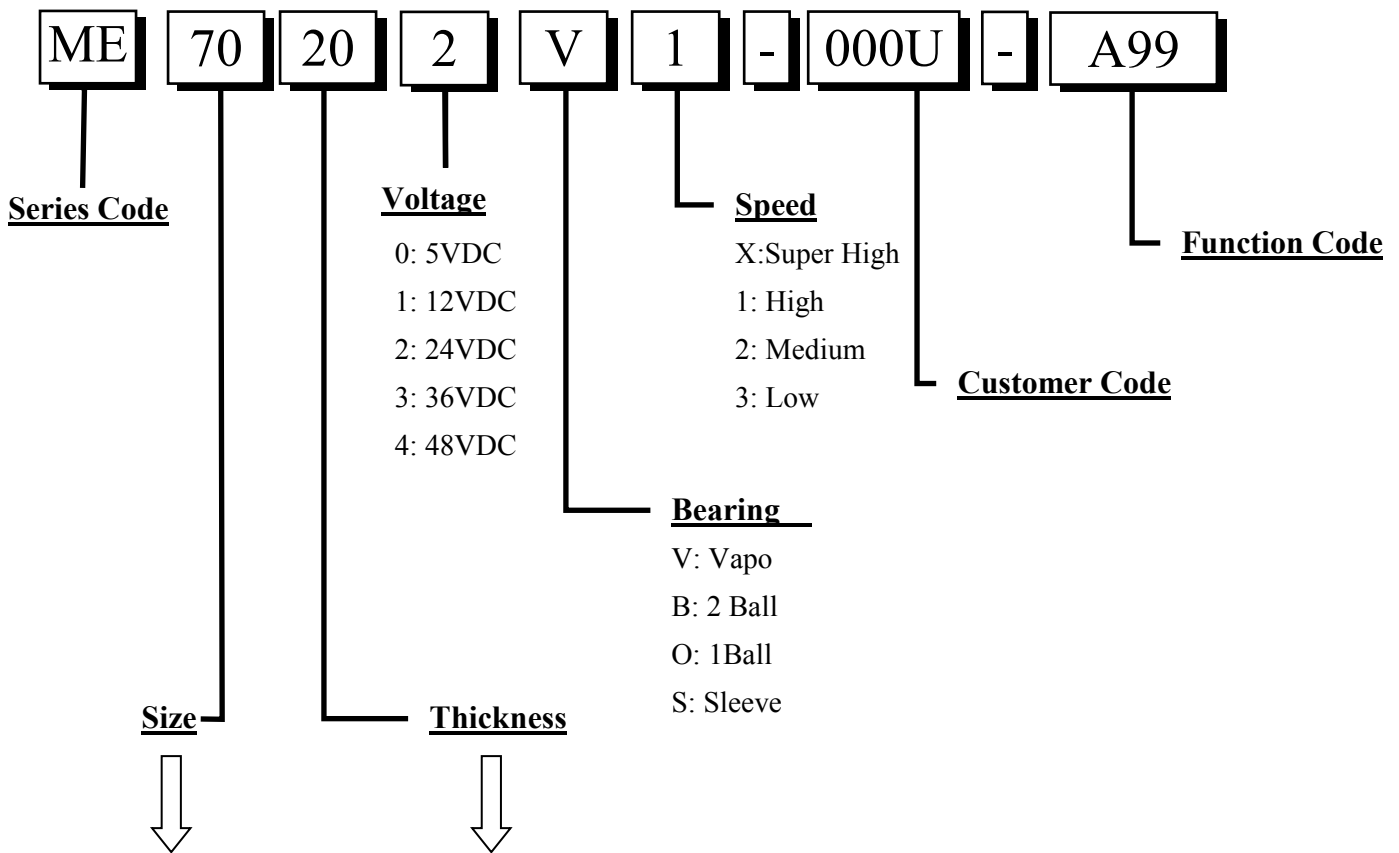 ME 70 20 2 V 1 - 000U - A99
Series Code
Voltage
0: 5VDC
1: 12VDC
2: 24VDC
3: 36VDC
4: 48VDC
Speed
X:Super High
1: High
2: Medium
3: Low
Function Code
Customer Code
Bearing
V: Vapo
B: 2 Ball
O: 1Ball
S: Sleeve
Size
Thickness